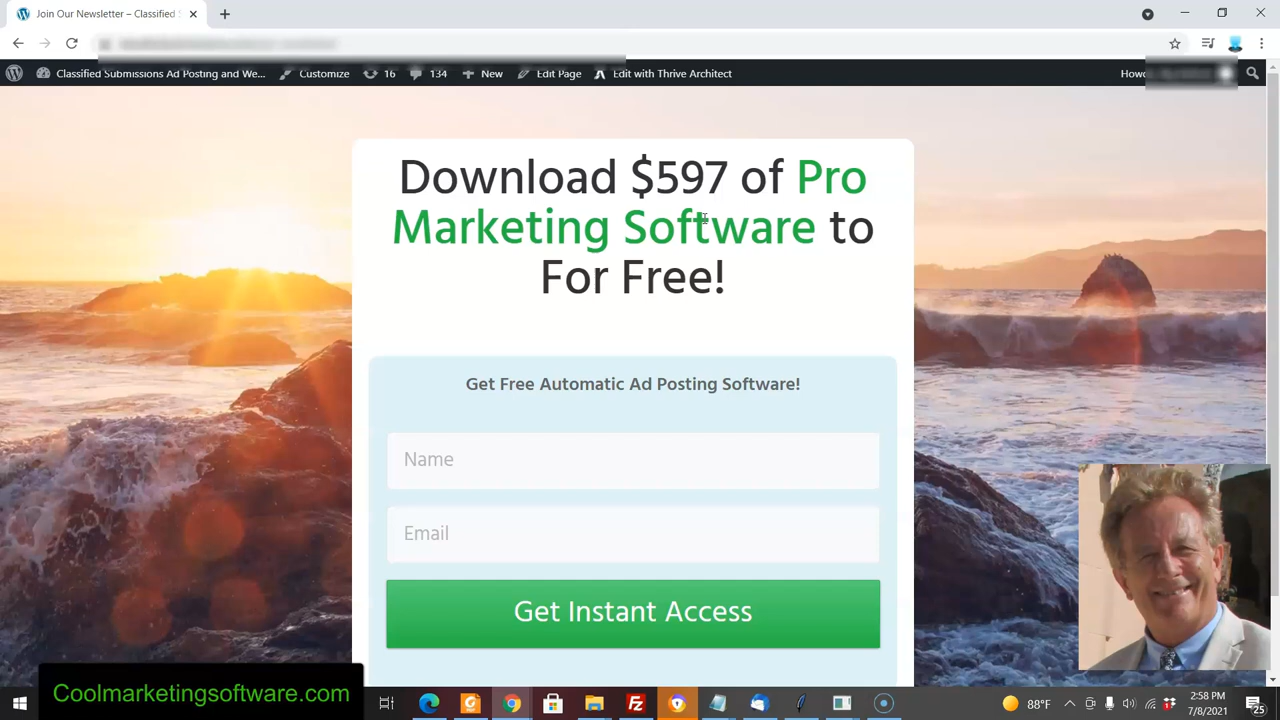 Join Our Newsletter – Classified S
Classified Submissions Ad Posting and We...
Customize
16
134
New
Edit Page
Edit with Thrive Architect
Howd
Download $597 of Pro
Marketing Software to
For Free!
Get Free Automatic Ad Posting Software!
Name
Email
Get Instant Access
Coolmarketingsoftware.com
88°F
2:58 PM
7/8/2021
25